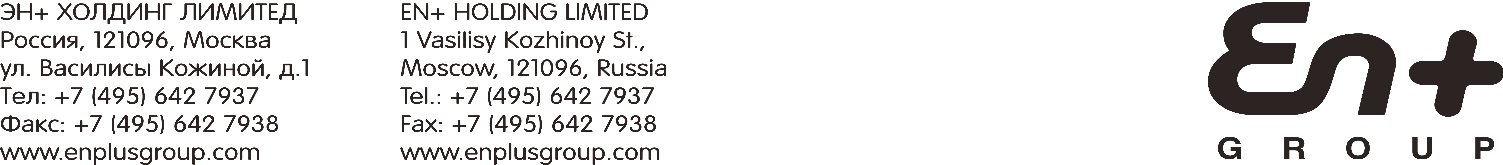 ЭН+ ХОЛДИНГ ЛИМИТЕД
Россия, 121096, Москва
ул. Василисы Кожиной, д.1
Тел: +7 (495) 642 7937
Факс: +7 (495) 642 7938
www.enplusgroup.com
EN+ HOLDING LIMITED
1 Vasilisy Kozhinoy St.,
Moscow, 121096, Russia
Tel.: +7 (495) 642 7937
Fax: +7 (495) 642 7938
www.enplusgroup.com
En+
GROUP